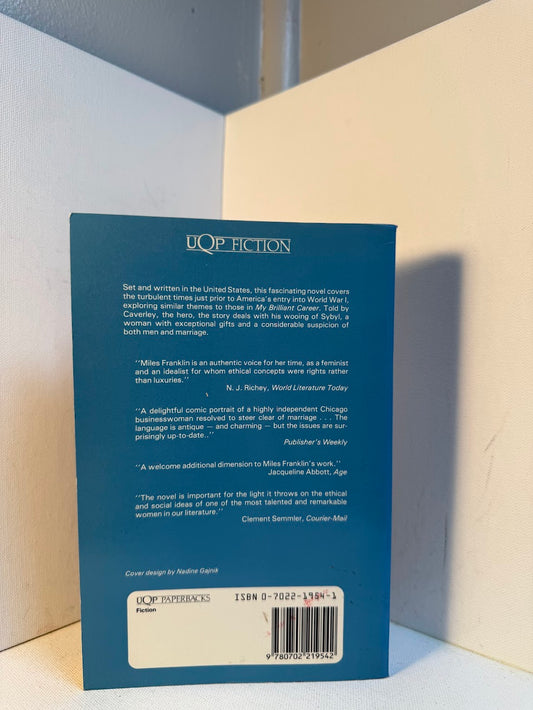 UQP FICTION
Set and written in the United States, this fascinating novel covers
the turbulent times just prior to America's entry into World War I,
exploring similar themes to those in My Brilliant Career. Told by
Caverley, the hero, the story deals with his wooing of Sybyl, a
woman with exceptional gifts and a considerable suspicion of
both men and marriage.
''Miles Franklin is an authentic voice for her time, as a feminist
and an idealist for whom ethical concepts were rights rather
than luxuries.''
N. J. Richey, World Literature Today
''A delightful comic portrait of a highly independent Chicago
businesswoman resolved to steer clear of marriage . . . The
language is antique — and charming — but the issues are sur-
prisingly up-to-date..''
Publisher's Weekly
''A welcome additional dimension to Miles Franklin's work.''
Jacqueline Abbott, Age
''The novel is important for the light it throws on the ethical
and social ideas of one of the most talented and remarkable
women in our literature.''
Clement Semmler, Courier-Mail
Cover design by Nadine Gajnik
UQP PAPERBACKS
Fiction
ISBN 0-7022-1954-1
9 780702 219542